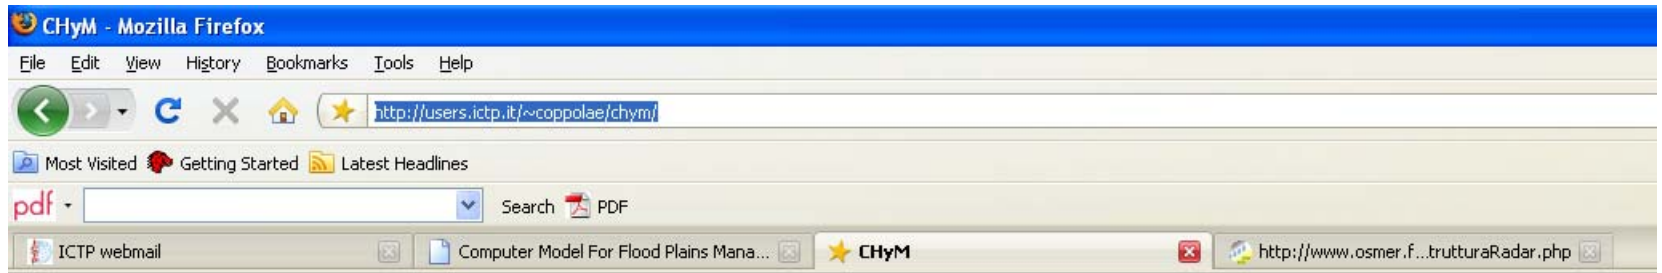 CHyM - Mozilla Firefox
File Edit View History Bookmarks Tools Help
http://users.ictp.it/~coppolae/chym/
Most Visited Getting Started Latest Headlines
pdf Search PDF
ICTP webmail Computer Model For Flood Plains Mana... CHyM http://www.osmer.f...trutturaRadar.php